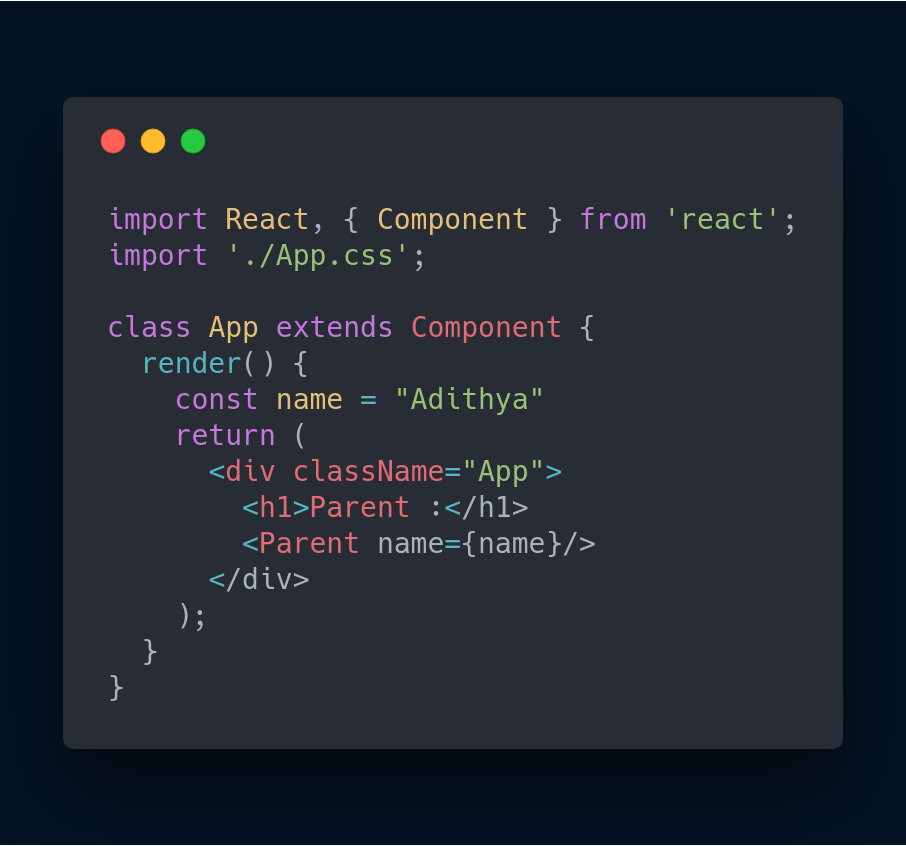 import React, { Component } from 'react';
import './App.css';

class App extends Component {
  render() {
    const name = "Adithya"
    return (
      <div className="App">
        <h1>Parent :</h1>
        <Parent name={name}/>
      </div>
    );
  }
}